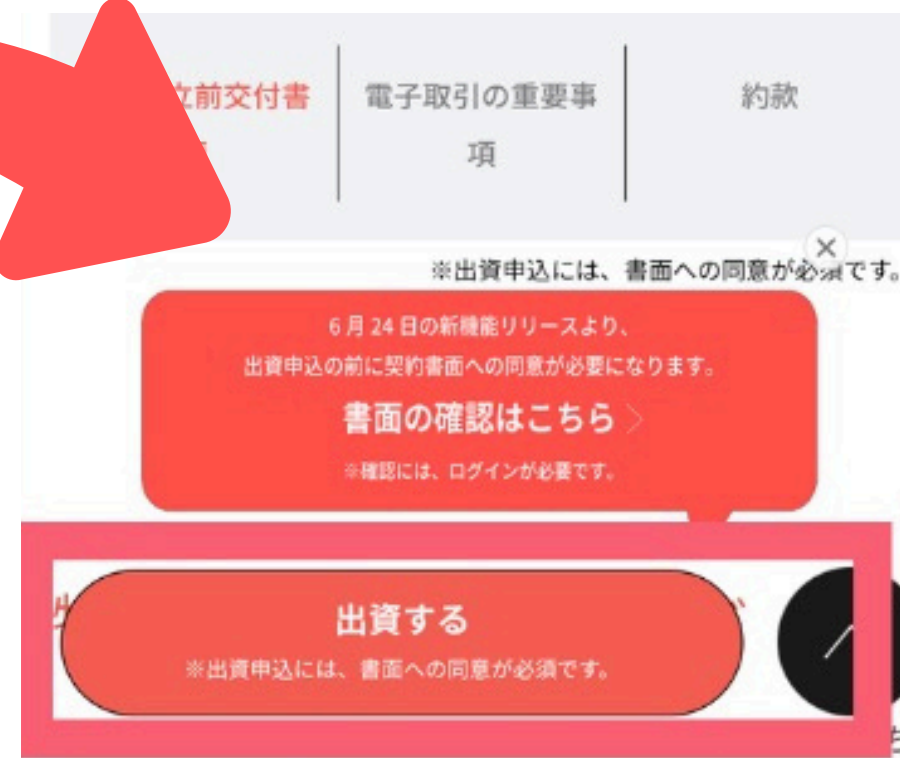 立前交付書
電子取引の重要事
項
約款
※出資申込には、書面への同意が必須です。
6月24日の新機能リリースより、
出資申込の前に契約書面への同意が必要になります。
書面の確認はこちら
※確認には、ログインが必要です。
出資する
※出資申込には、書面への同意が必須です。